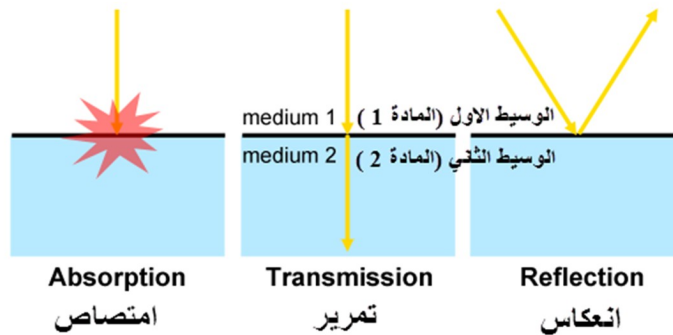 medium 1
الوسيط الاول (المادة 1 )
medium 2
الوسيط الثاني (المادة 2 )
Absorption
Transmission
Reflection
امتصاص
تمرير
انعكاس